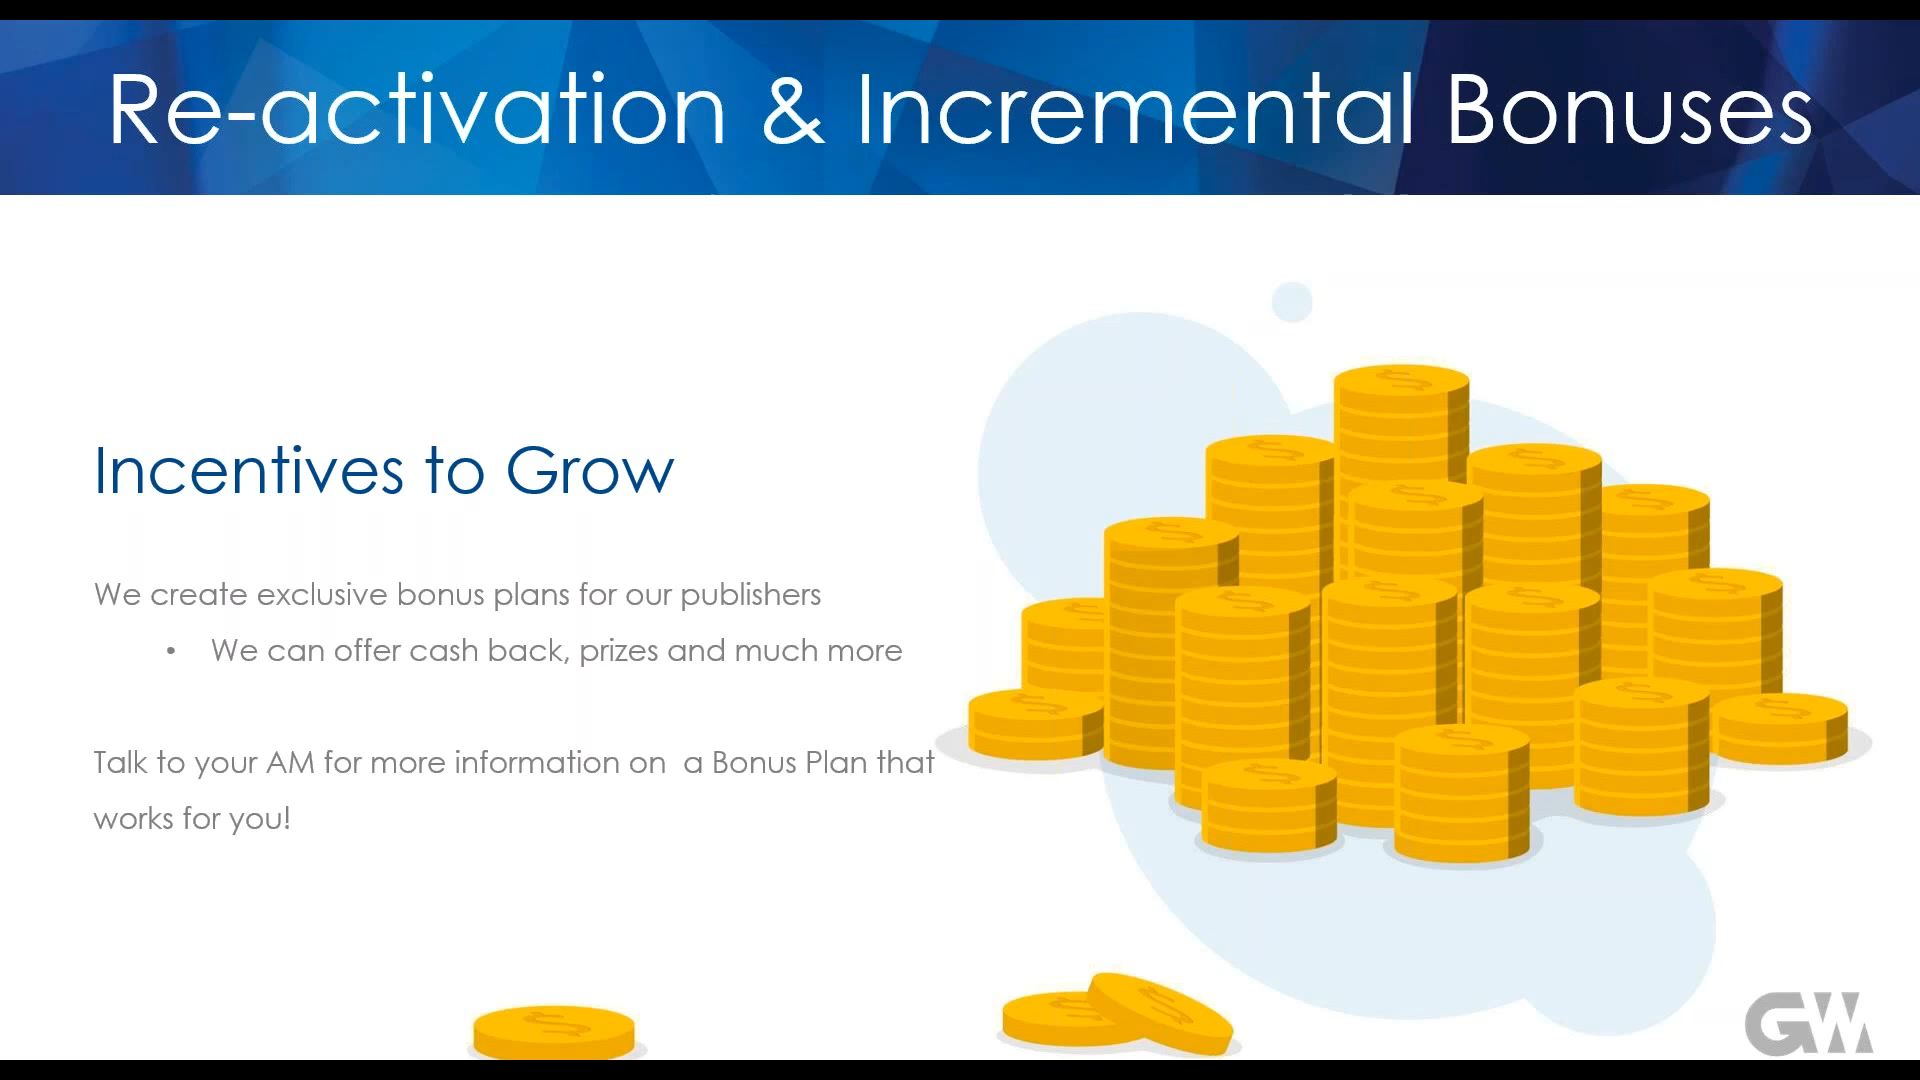 Re-activation & Incremental Bonuses
Incentives to Grow
We create exclusive bonus plans for our publishers
• We can offer cash back, prizes and much more
Talk to your AM for more information on  a Bonus Plan that
works for you!
GW